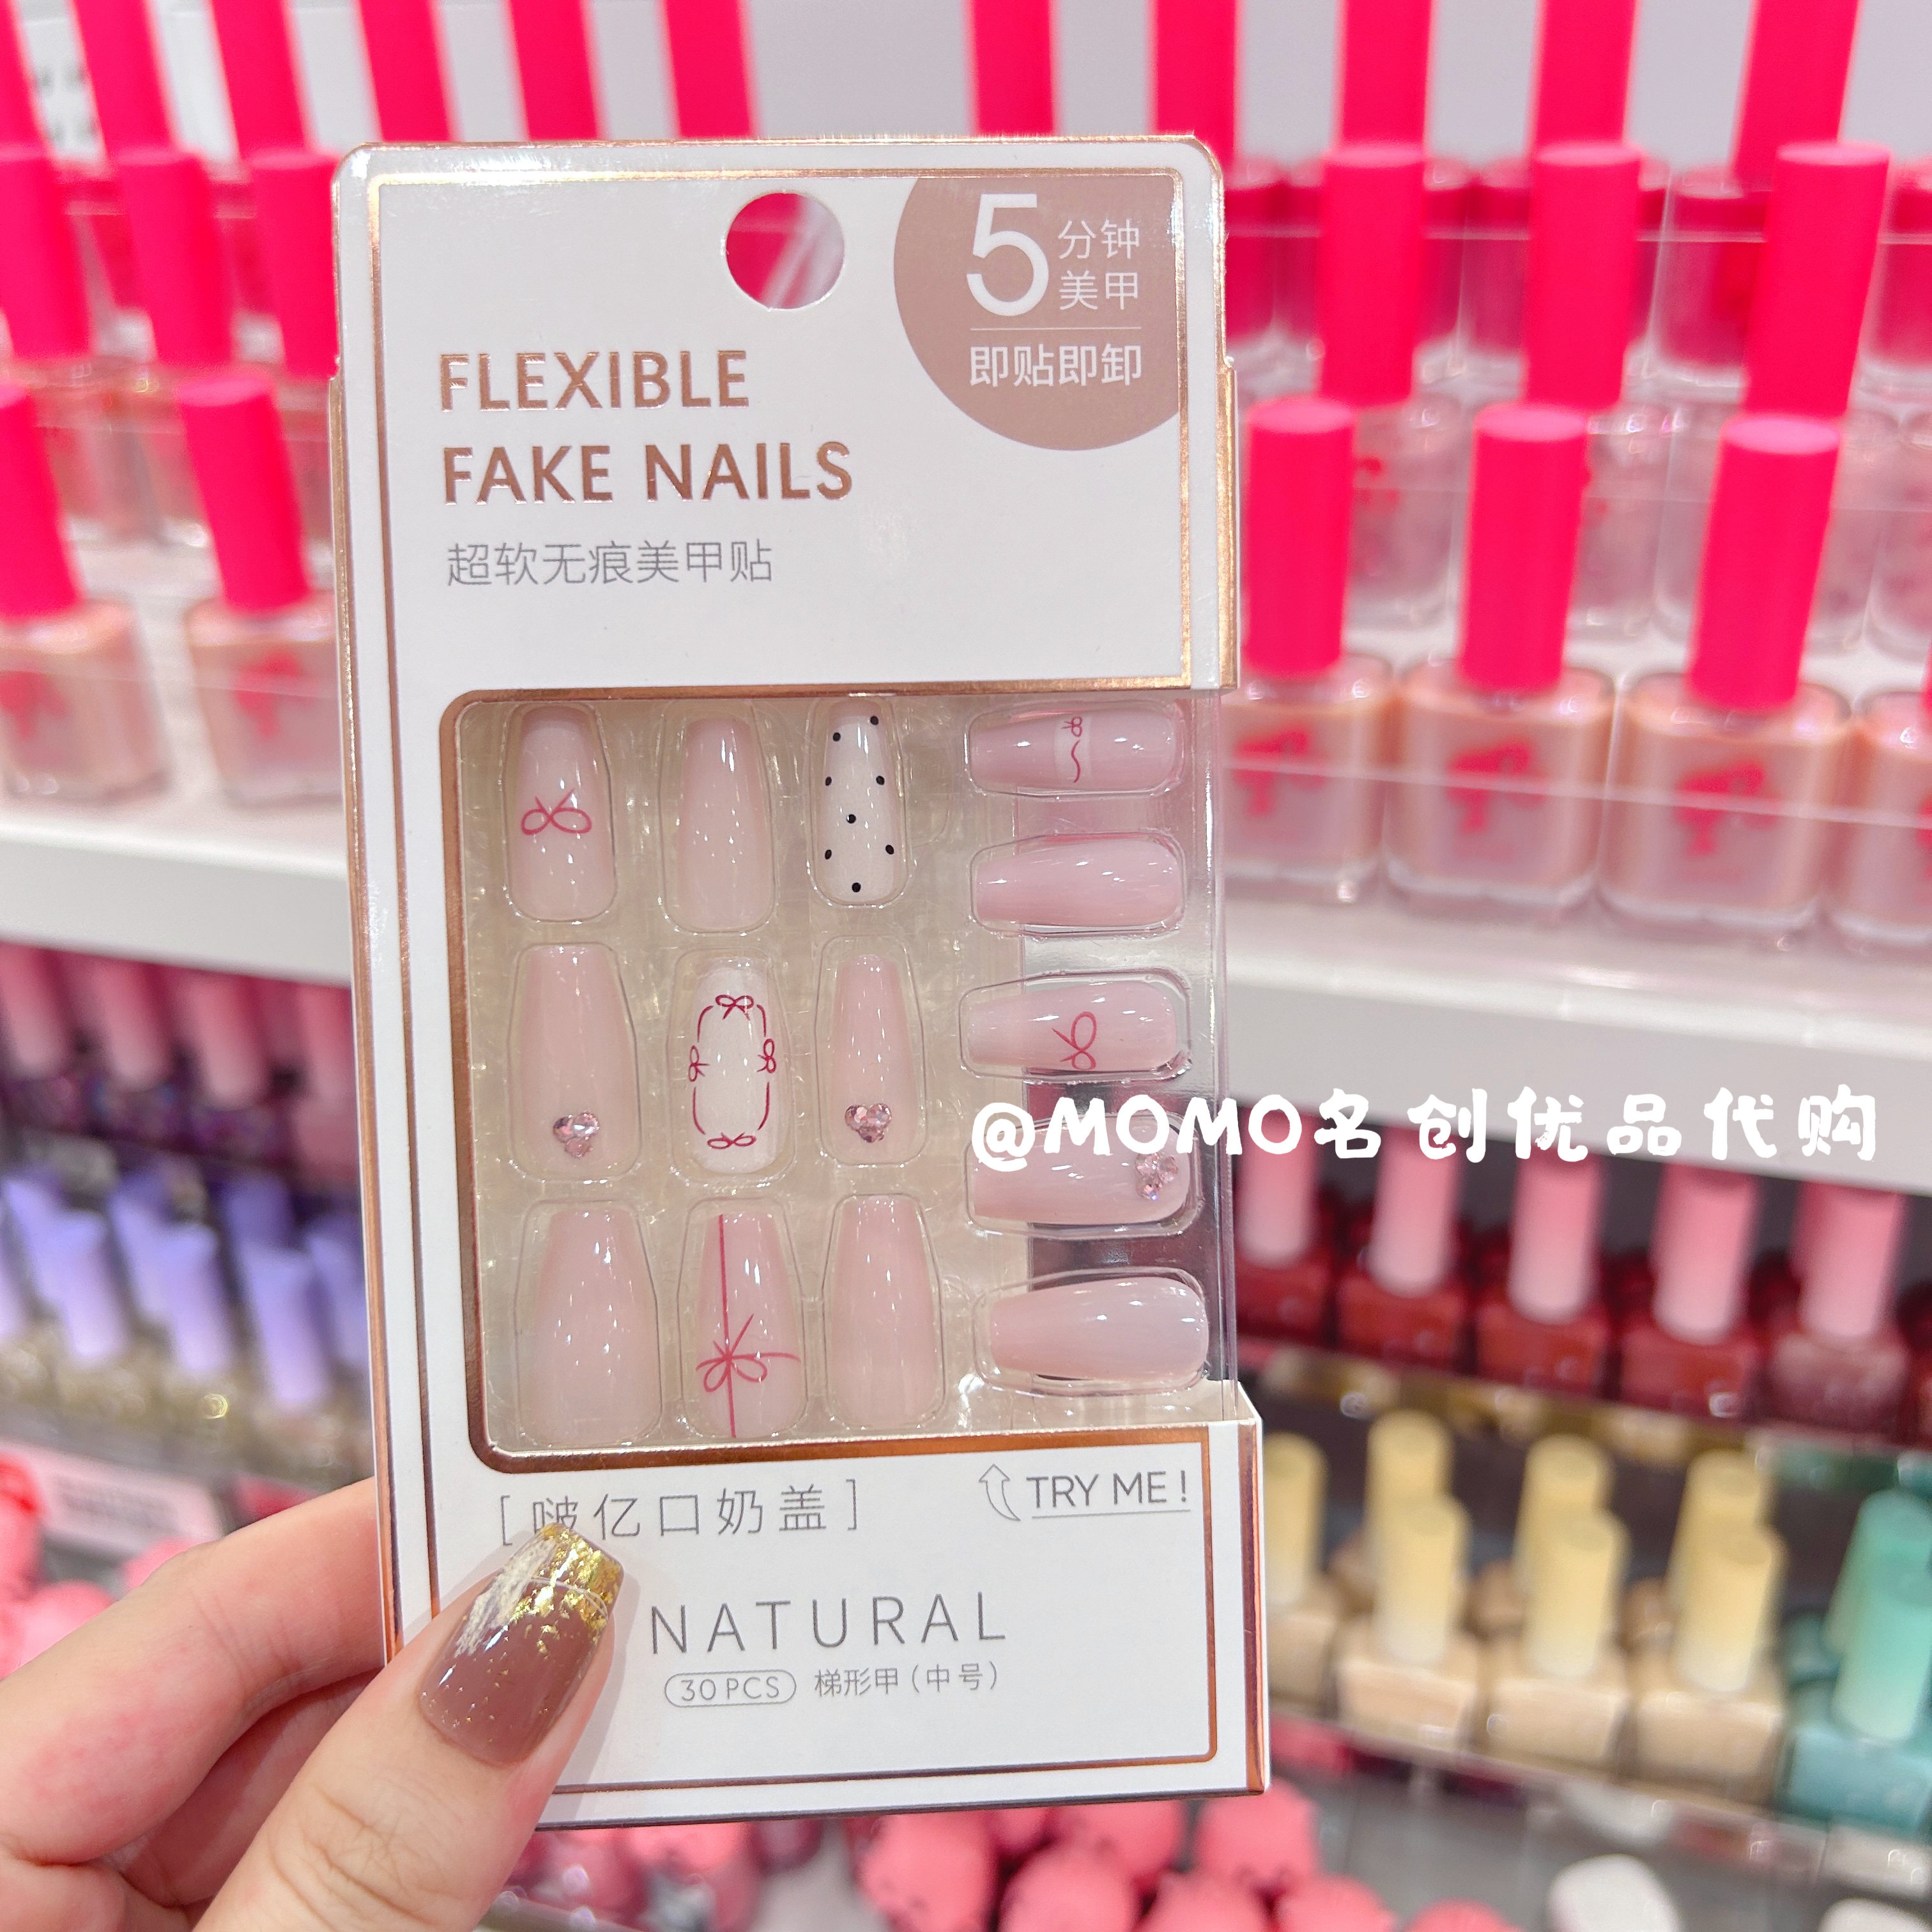 5分钟
美甲
即贴即卸
FLEXIBLE
FAKE NAILS
超软无痕美甲贴
@MOMO名创优品代购
[啵亿口奶盖]
TRY ME!
NATURAL
30PCS 梯形甲(中号)